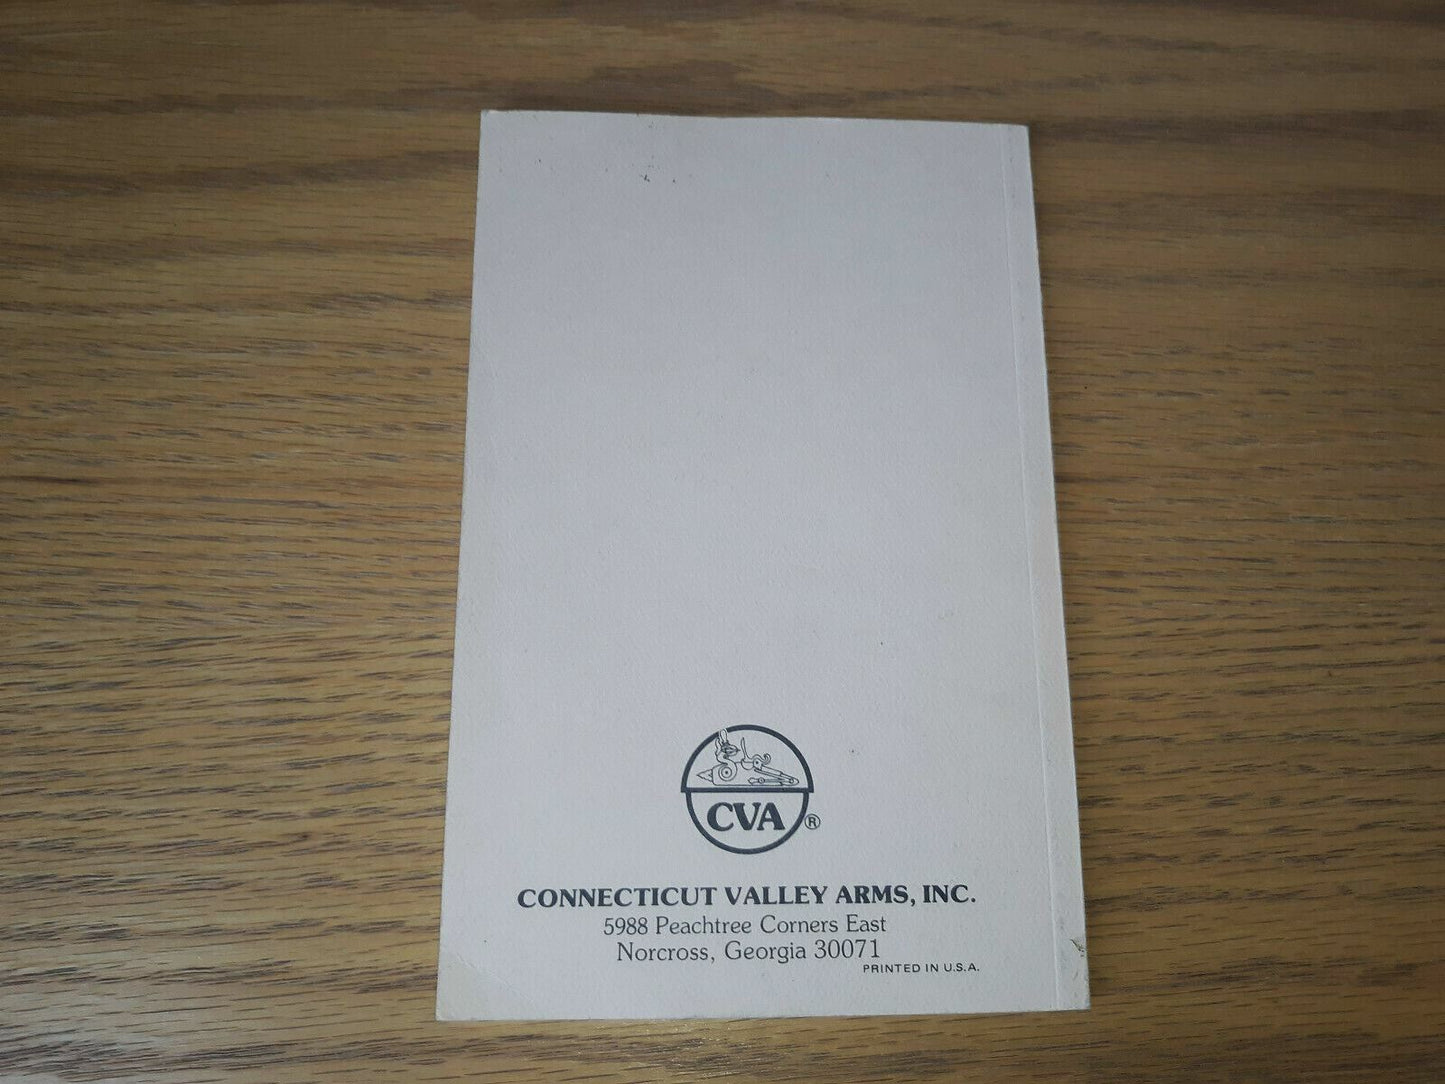 CVA ®
CONNECTICUT VALLEY ARMS, INC.
5988 Peachtree Corners East
Norcross, Georgia 30071
PRINTED IN U.S.A.